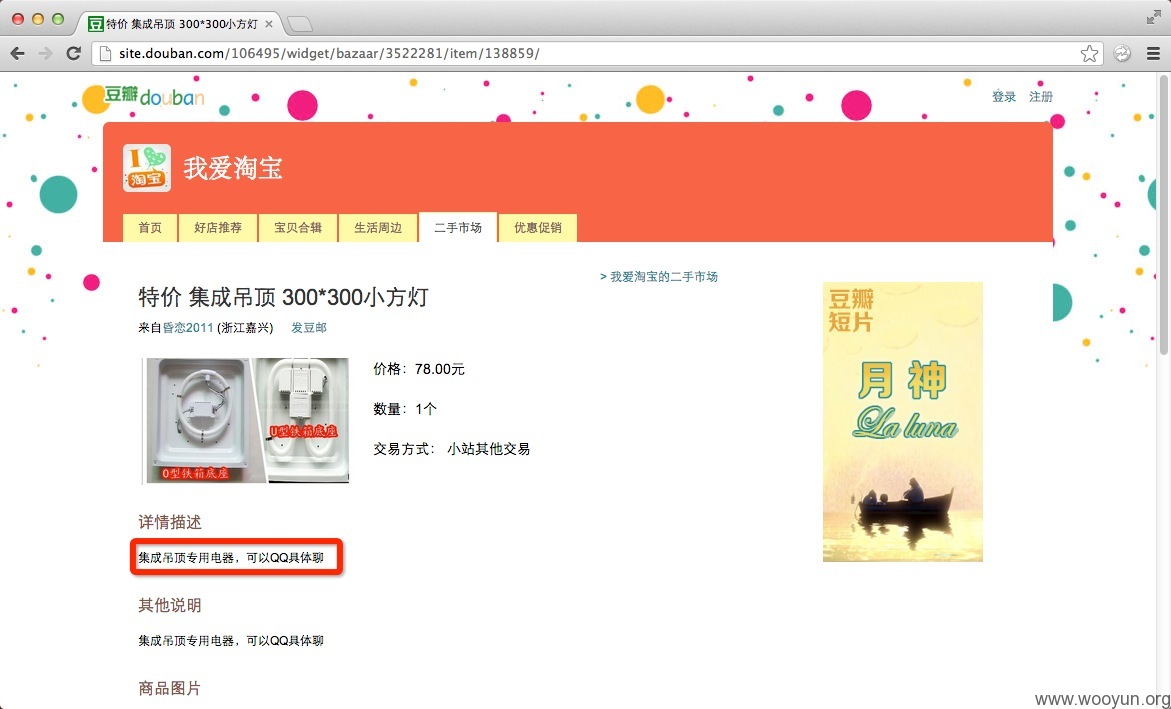 特价 集成吊顶 300*300小方灯
site.douban.com/106495/widget/bazaar/3522281/item/138859/
豆瓣douban
登录 注册
I
淘宝
我爱淘宝
首页 好店推荐 宝贝合辑 生活周边 二手市场 优惠促销
> 我爱淘宝的二手市场
特价 集成吊顶 300*300小方灯
来自昏恋2011 (浙江嘉兴) 发豆邮
豆瓣
短片
月神
La luna
价格：78.00元
数量：1个
交易方式： 小站其他交易
U型铁箱底座
O型铁箱底座
详情描述
集成吊顶专用电器，可以QQ具体聊
其他说明
集成吊顶专用电器，可以QQ具体聊
商品图片
www.wooyun.org